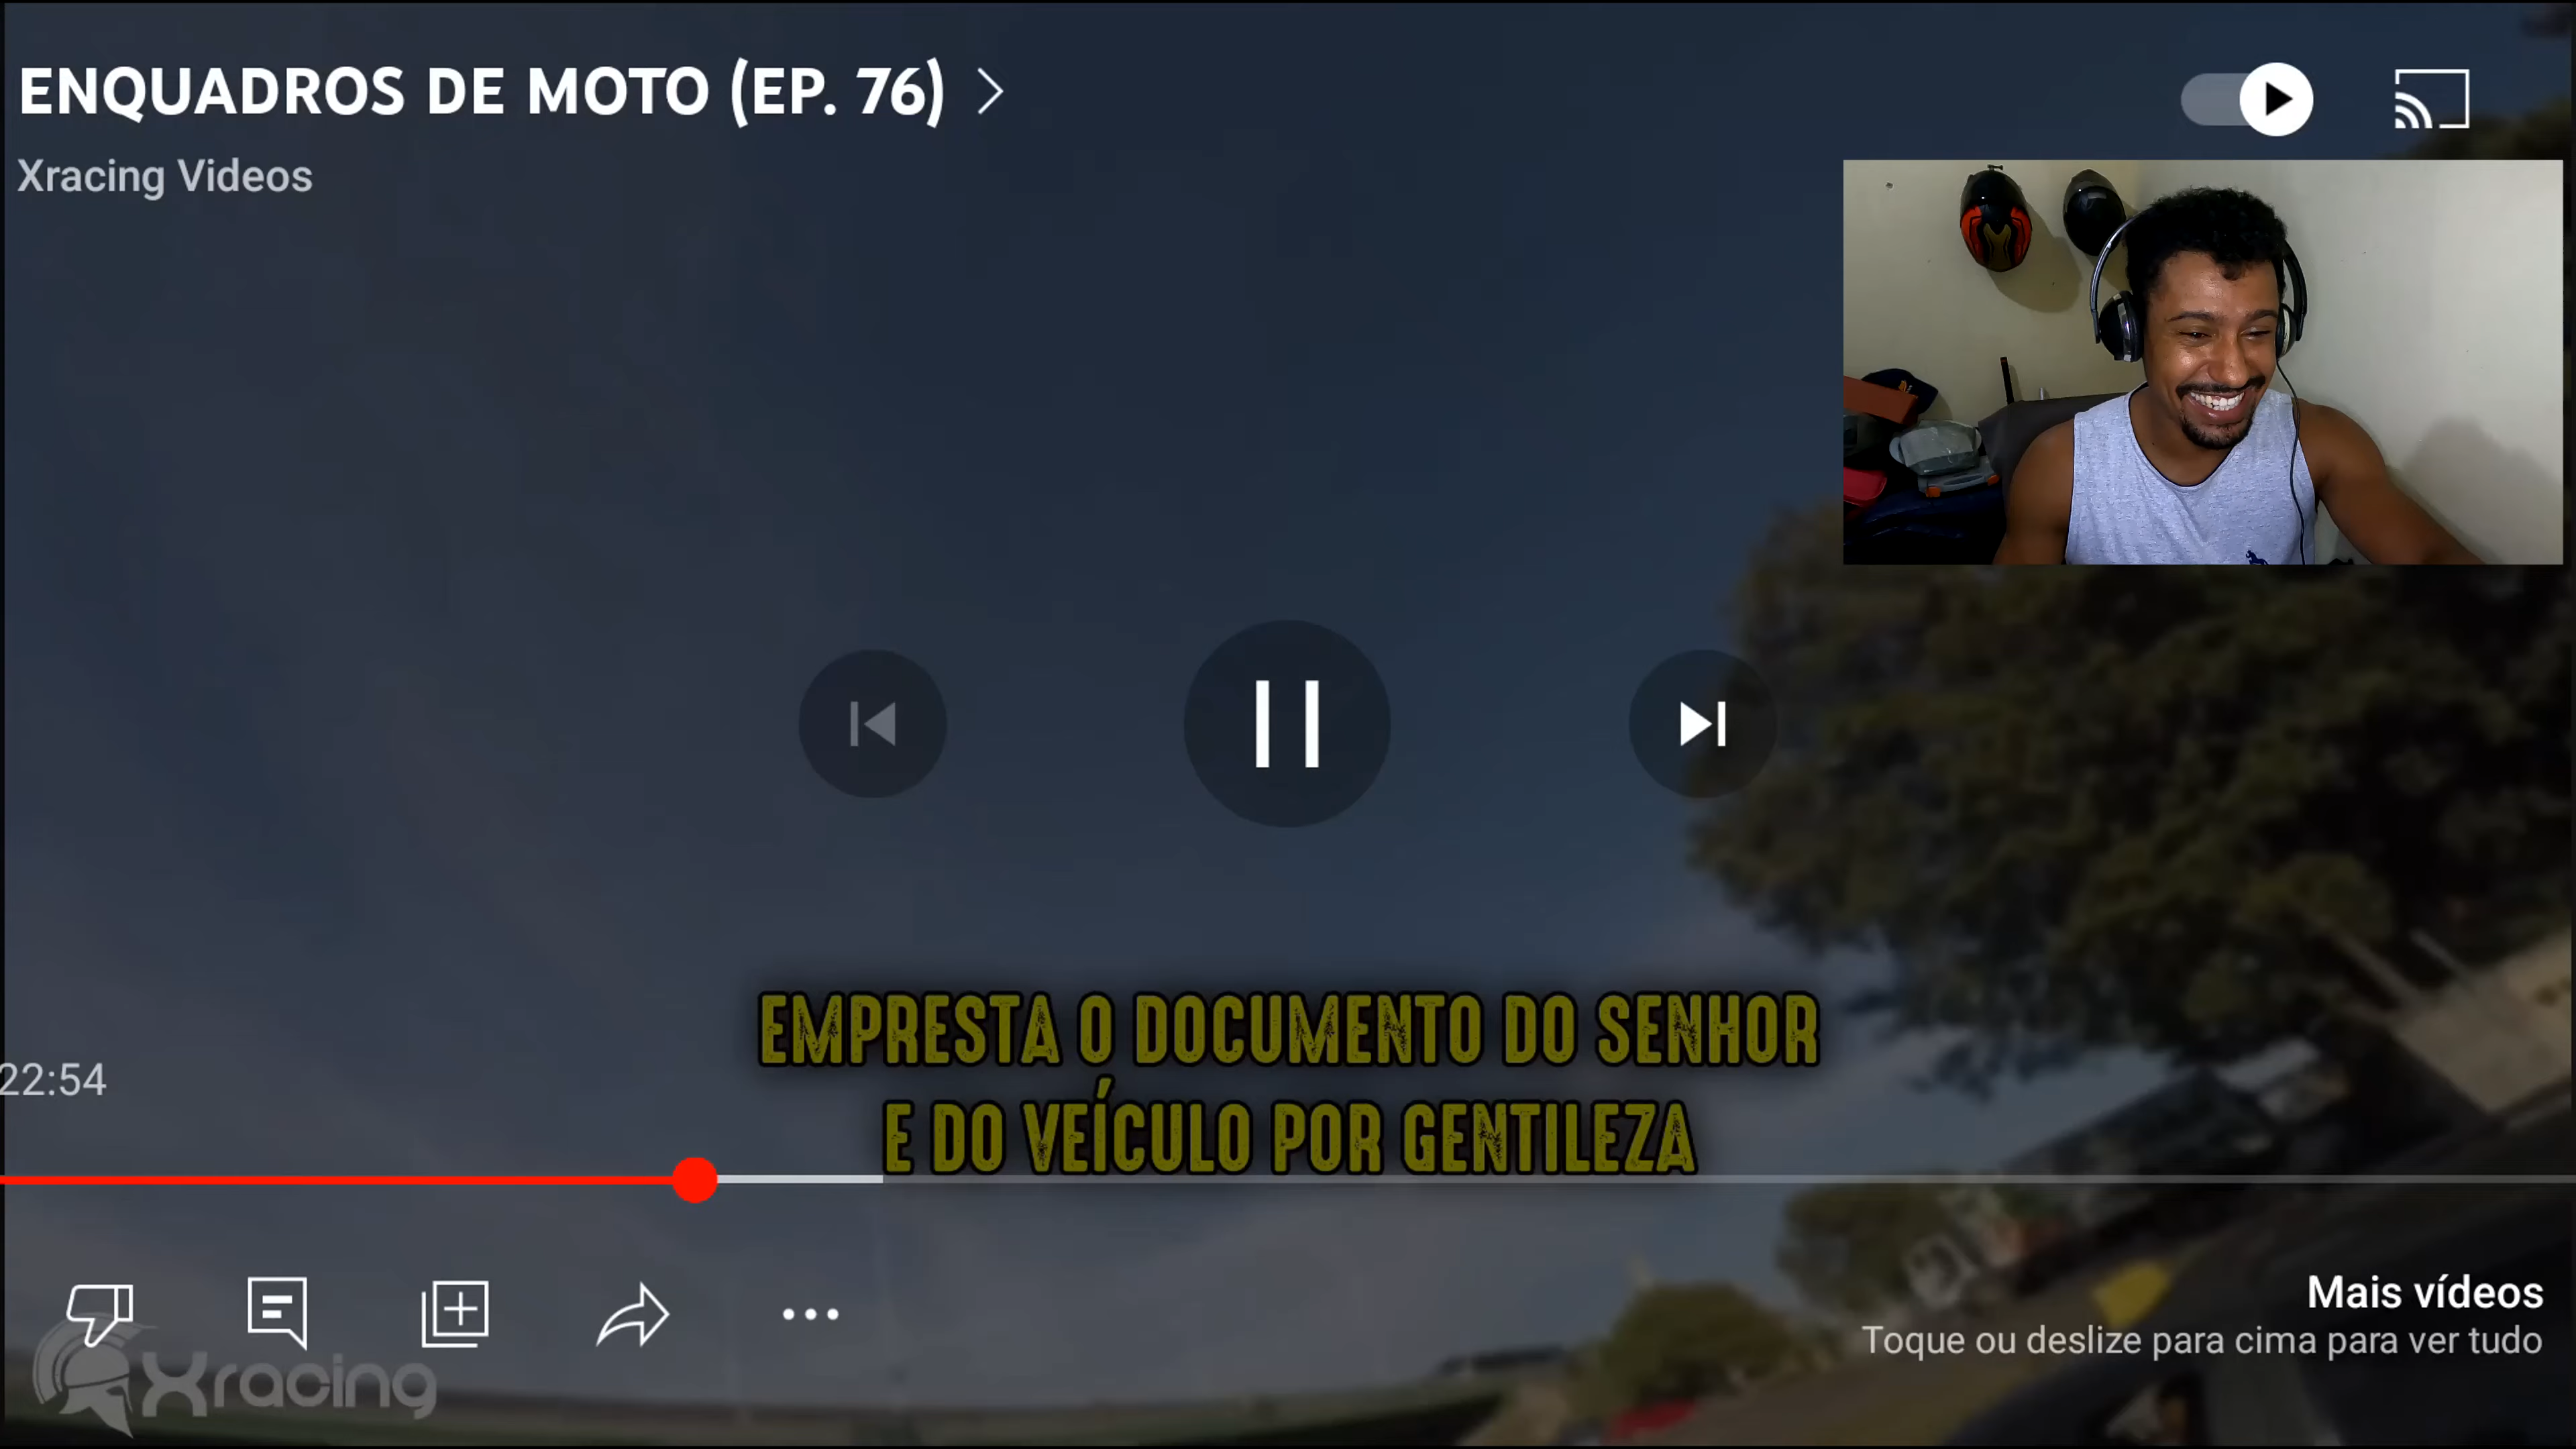 ENQUADROS DE MOTO (EP. 76)
Xracing Videos
EMPRESTA O DOCUMENTO DO SENHOR
E DO VEÍCULO POR GENTILEZA
22:54
Mais vídeos
Toque ou deslize para cima para ver tudo
Xracing